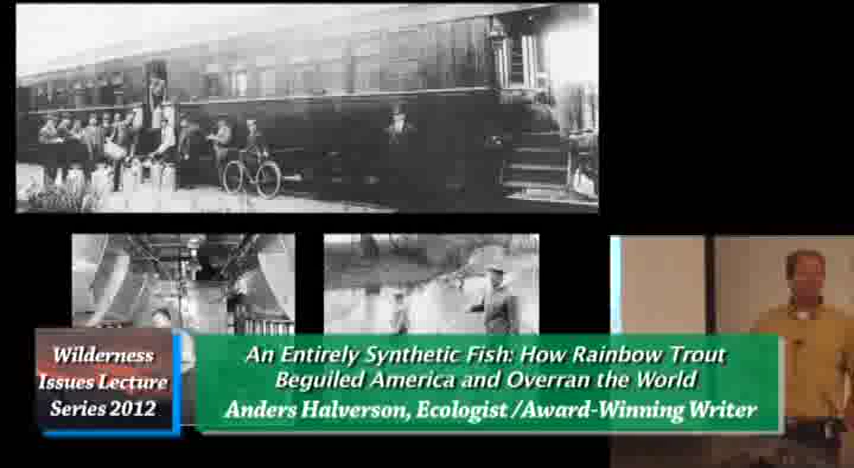 Wilderness
Issues Lecture
Series 2012
An Entirely Synthetic Fish: How Rainbow Trout
Beguiled America and Overran the World
Anders Halverson, Ecologist/Award-Winning Writer